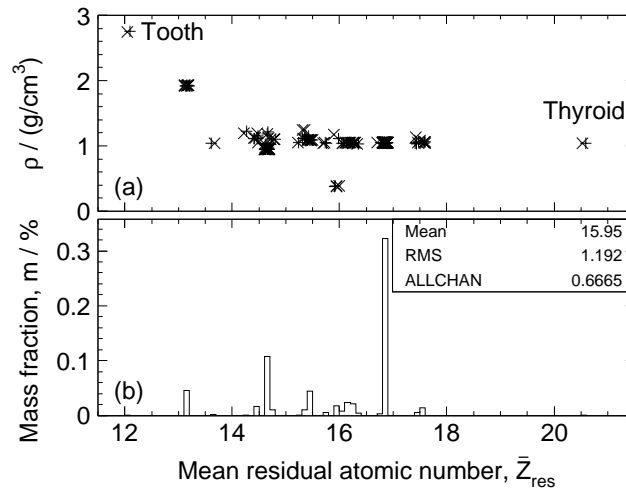 3
Tooth
2
Thyroid
1
(a)
0
ρ / (g/cm³)
Mean 15.95
RMS 1.192
ALLCHAN 0.6665
0.3
0.2
0.1
(b)
0
Mass fraction, m / %
12 14 16 18 20
Mean residual atomic number, Z̄res